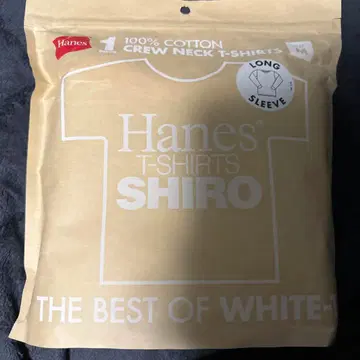 Hanes
1 100% COTTON
CREW NECK T-SHIRTS
M
LONG
SLEEVE
Hanes®
T-SHIRTS
SHIRO
THE BEST OF WHITE-T